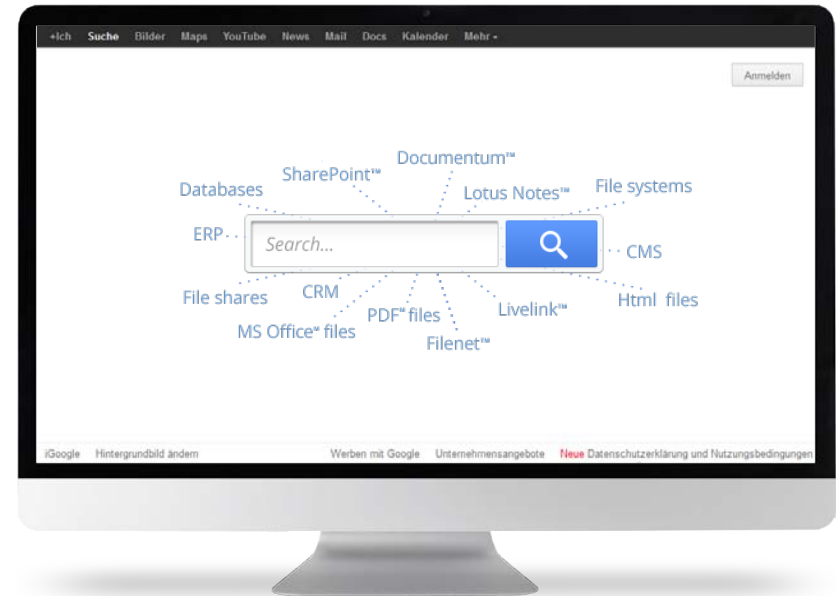 +Ich Suche Bilder Maps YouTube News Mail Docs Kalender Mehr
Anmelden
Documentum™
SharePoint™
Databases
Lotus Notes™
File systems
ERP
Search...
CMS
File shares
CRM
PDF™ files
Livelink™
Html files
MS Office™ files
Filenet™
iGoogle Hintergrundbild ändern Werben mit Google Unternehmensangebote Neue Datenschutzerklärung und Nutzungsbedingungen